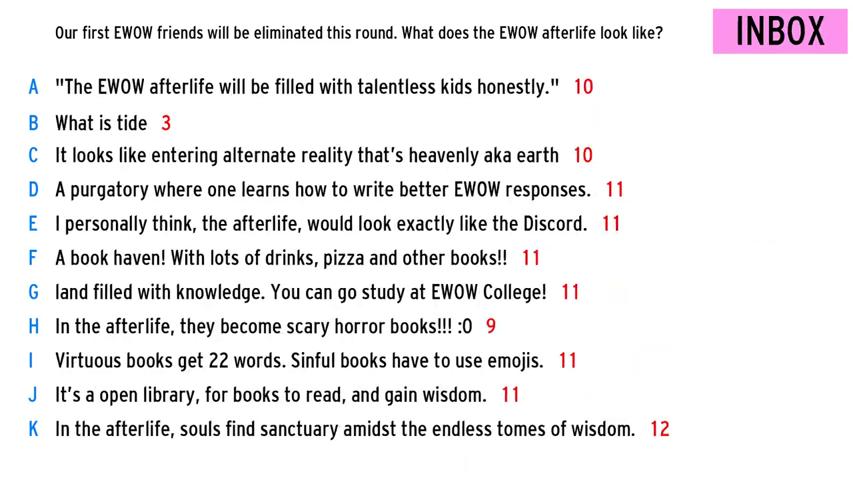 Our first EWOW friends will be eliminated this round. What does the EWOW afterlife look like?
INBOX
A "The EWOW afterlife will be filled with talentless kids honestly." 10
B What is tide 3
C It looks like entering alternate reality that's heavenly aka earth 10
D A purgatory where one learns how to write better EWOW responses. 11
E I personally think, the afterlife, would look exactly like the Discord. 11
F A book haven! With lots of drinks, pizza and other books!! 11
G land filled with knowledge. You can go study at EWOW College! 11
H In the afterlife, they become scary horror books!!! :0 9
I Virtuous books get 22 words. Sinful books have to use emojis. 11
J It's a open library, for books to read, and gain wisdom. 11
K In the afterlife, souls find sanctuary amidst the endless tomes of wisdom. 12